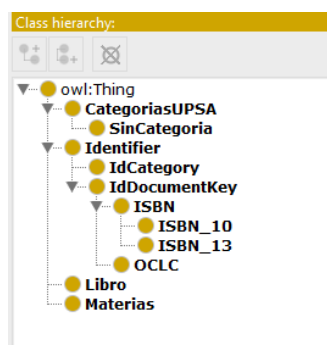 Class hierarchy:
owl:Thing
CategoriasUPSA
SinCategoria
Identifier
IdCategory
IdDocumentKey
ISBN
ISBN_10
ISBN_13
OCLC
Libro
Materias